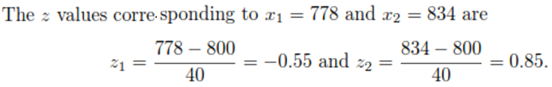 The z values corre·sponding to x₁ = 778 and x₂ = 834 are
z₁ = (778 − 800)/40 = −0.55 and z₂ = (834 − 800)/40 = 0.85.